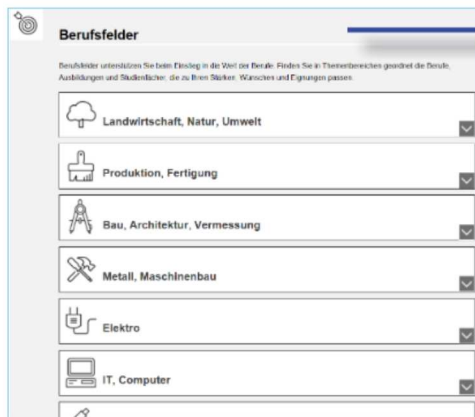 Berufsfelder
Berufsfelder unterstützen Sie beim Einstieg in die Welt der Berufe. Finden Sie in Themenbereichen geordnet die Berufe,
Ausbildungen und Studienfächer, die zu Ihren Stärken, Wünschen und Eignungen passen.
Landwirtschaft, Natur, Umwelt
Produktion, Fertigung
Bau, Architektur, Vermessung
Metall, Maschinenbau
Elektro
IT, Computer